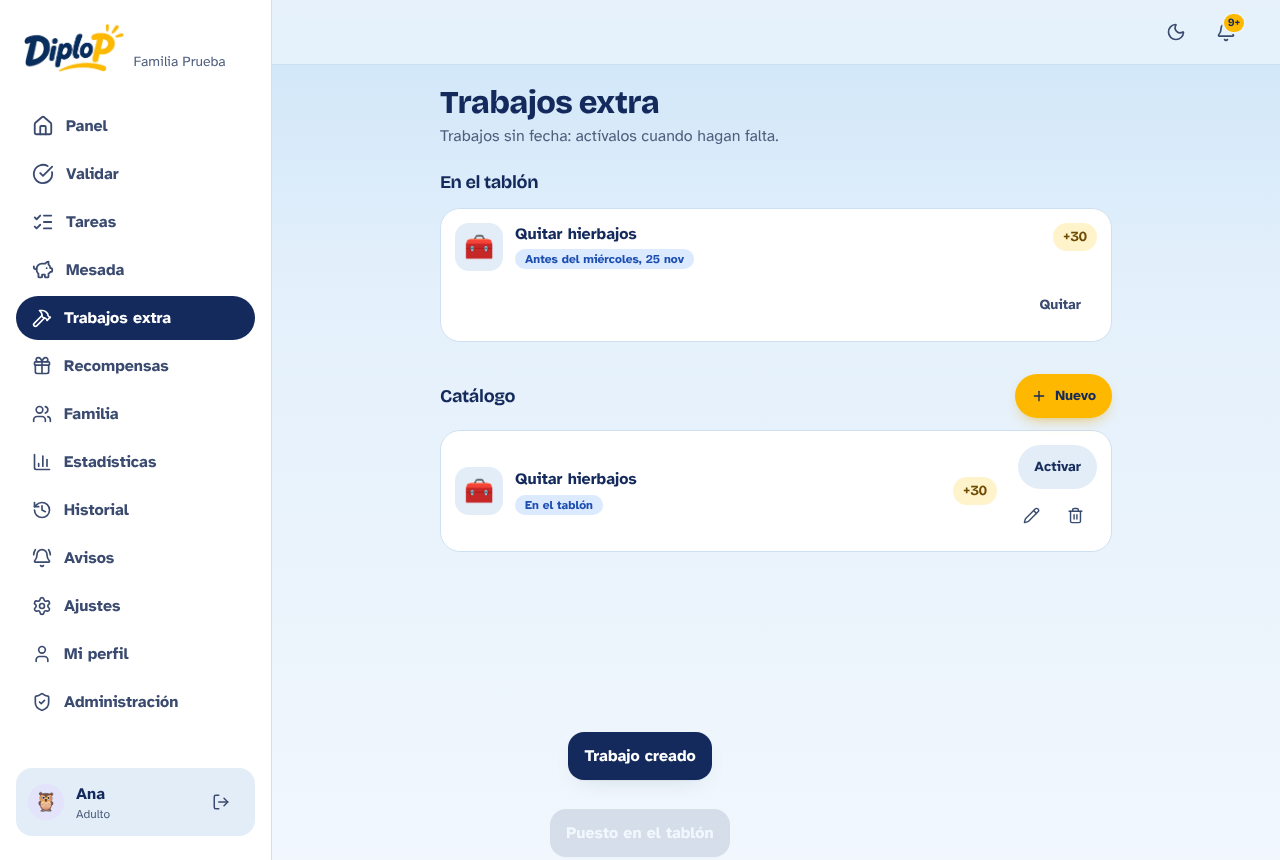 DiploP
Familia Prueba
Panel
Validar
Tareas
Mesada
Trabajos extra
Recompensas
Familia
Estadísticas
Historial
Avisos
Ajustes
Mi perfil
Administración
Ana
Adulto
9+
Trabajos extra
Trabajos sin fecha: actívalos cuando hagan falta.
En el tablón
Quitar hierbajos
+30
Antes del miércoles, 25 nov
Quitar
Catálogo
Nuevo
Quitar hierbajos
En el tablón
+30
Activar
Trabajo creado
Puesto en el tablón